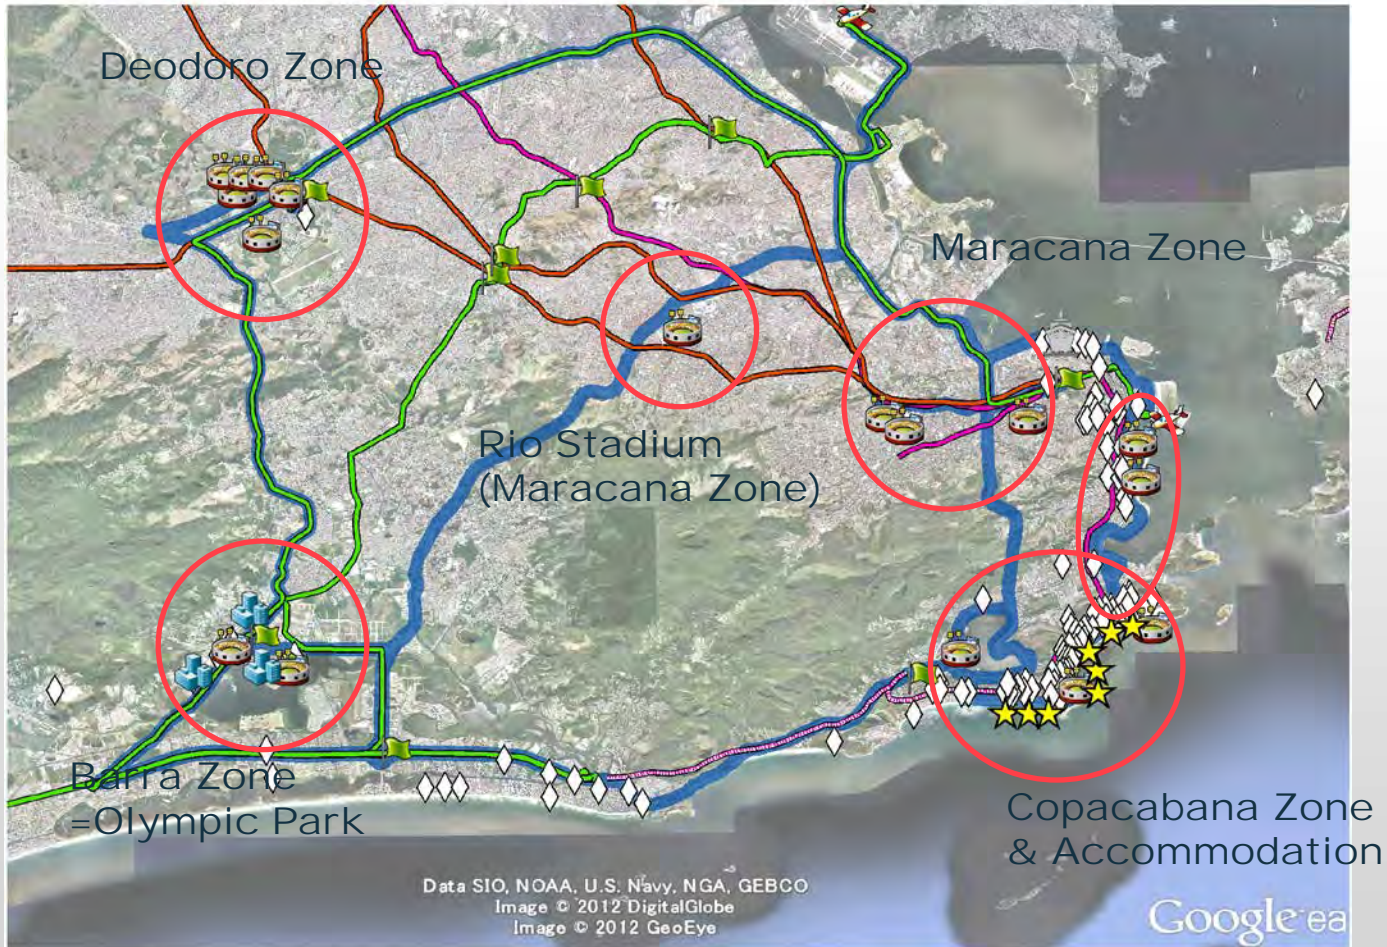 Deodoro Zone
Maracana Zone
Rio Stadium
(Maracana Zone)
Barra Zone
=Olympic Park
Copacabana Zone
& Accommodation
Data SIO, NOAA, U.S. Navy, NGA, GEBCO
Image © 2012 DigitalGlobe
Image © 2012 GeoEye
Google ea